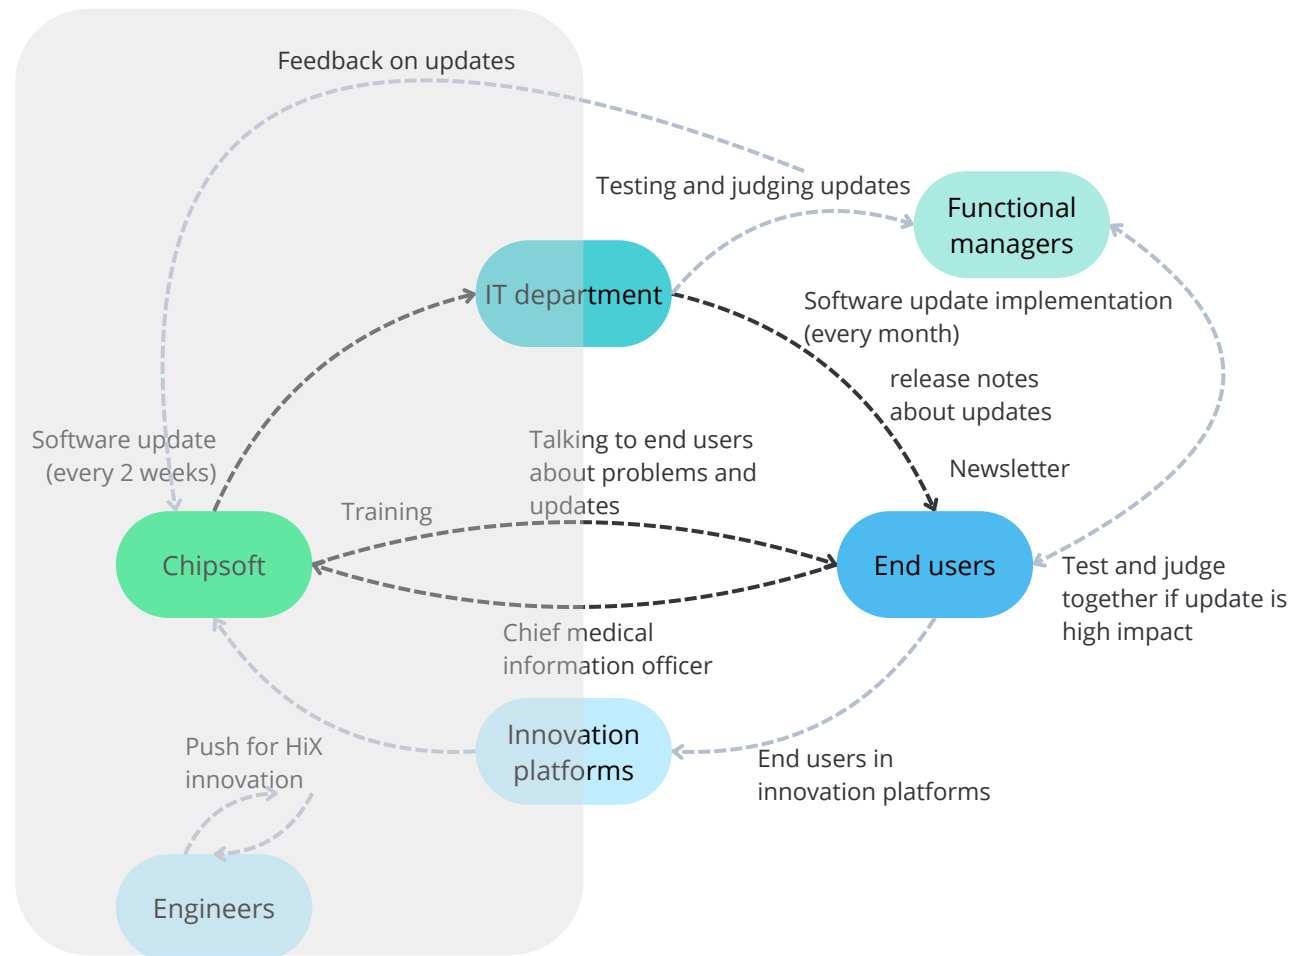 Feedback on updates
Testing and judging updates
Functional
managers
IT department
Software update implementation
(every month)
release notes
about updates
Software update
(every 2 weeks)
Talking to end users
about problems and
updates
Newsletter
Training
Chipsoft
End users
Test and judge
together if update is
high impact
Chief medical
information officer
Innovation
platforms
Push for HiX
innovation
End users in
innovation platforms
Engineers